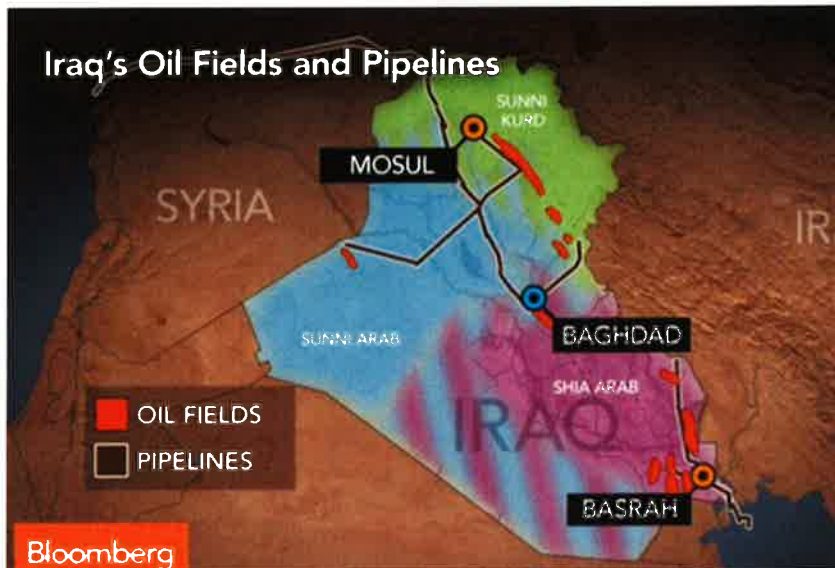 Iraq's Oil Fields and Pipelines
SUNNI
KURD
MOSUL
SYRIA
IR
BAGHDAD
SUNNI ARAB
SHIA ARAB
IRAQ
OIL FIELDS
PIPELINES
BASRAH
Bloomberg